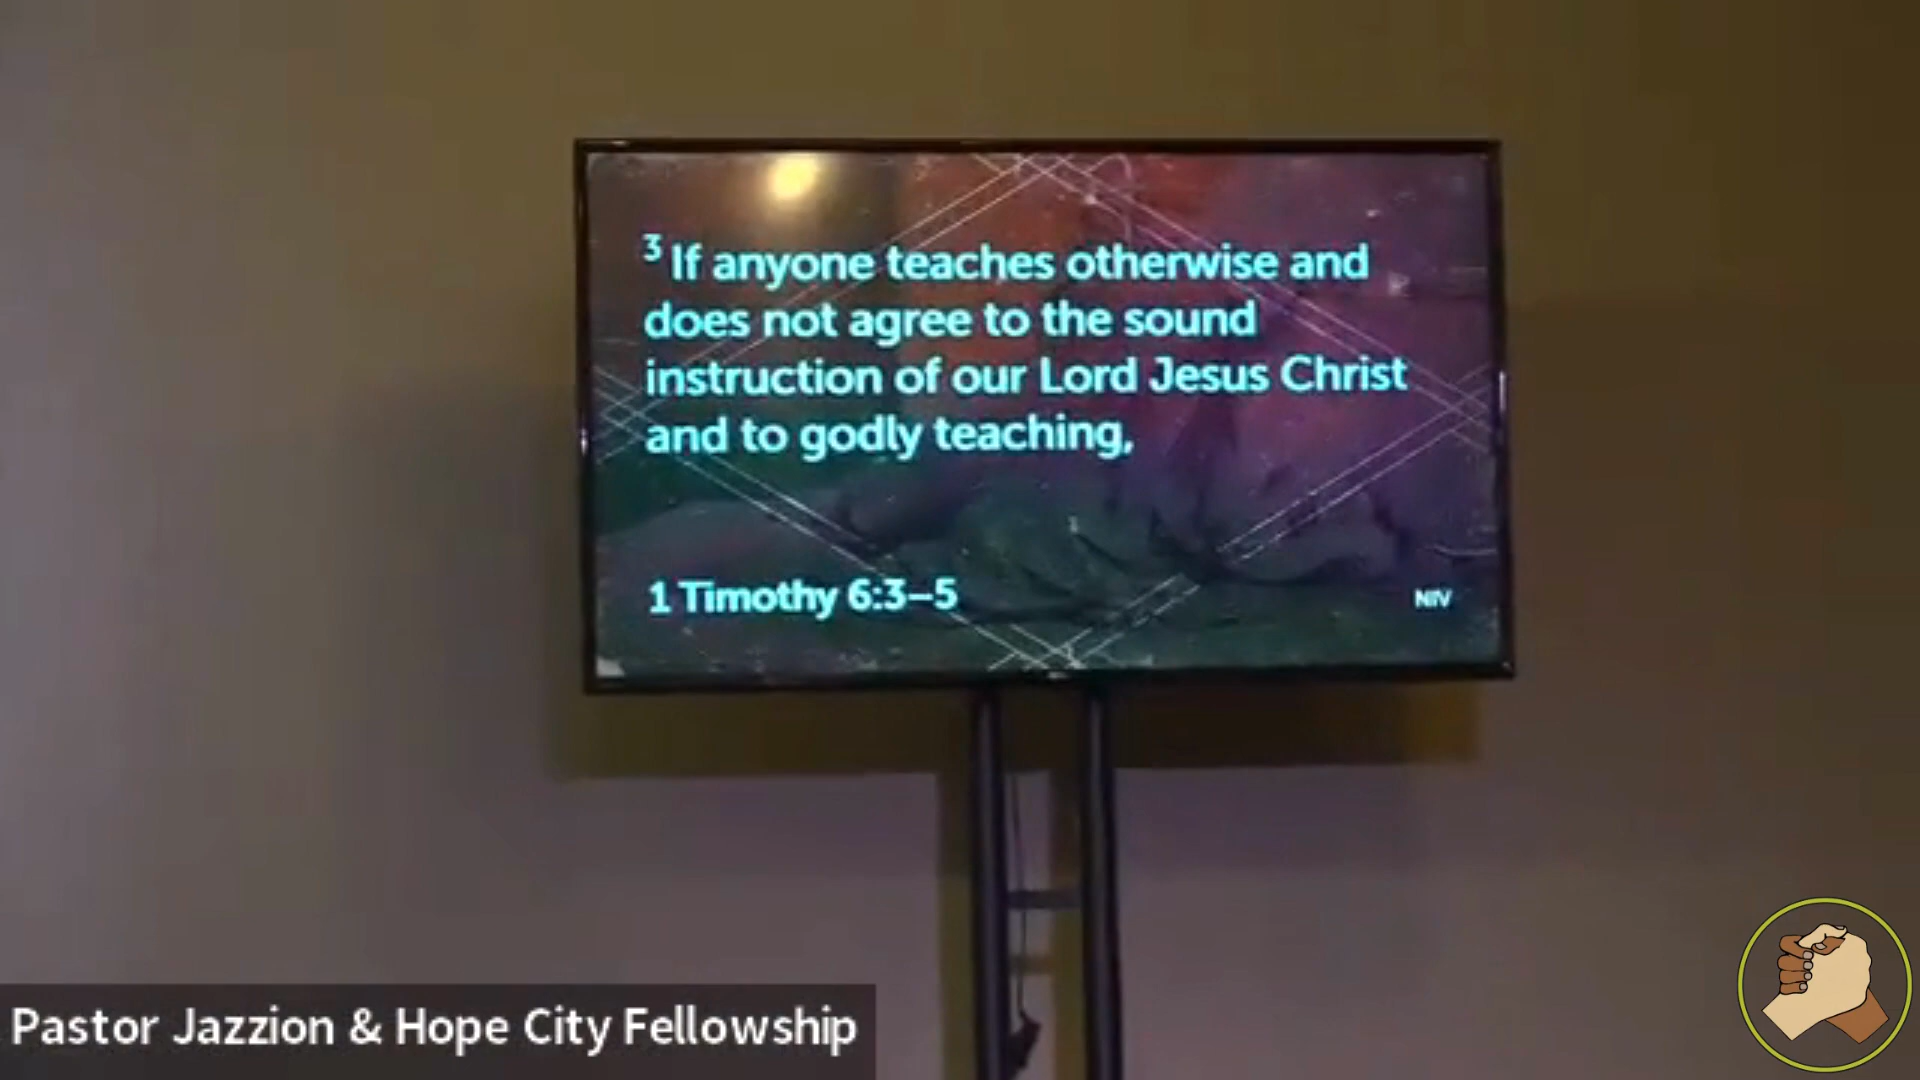 ³ If anyone teaches otherwise and
does not agree to the sound
instruction of our Lord Jesus Christ
and to godly teaching,
1 Timothy 6:3–5
NIV
Pastor Jazzion & Hope City Fellowship